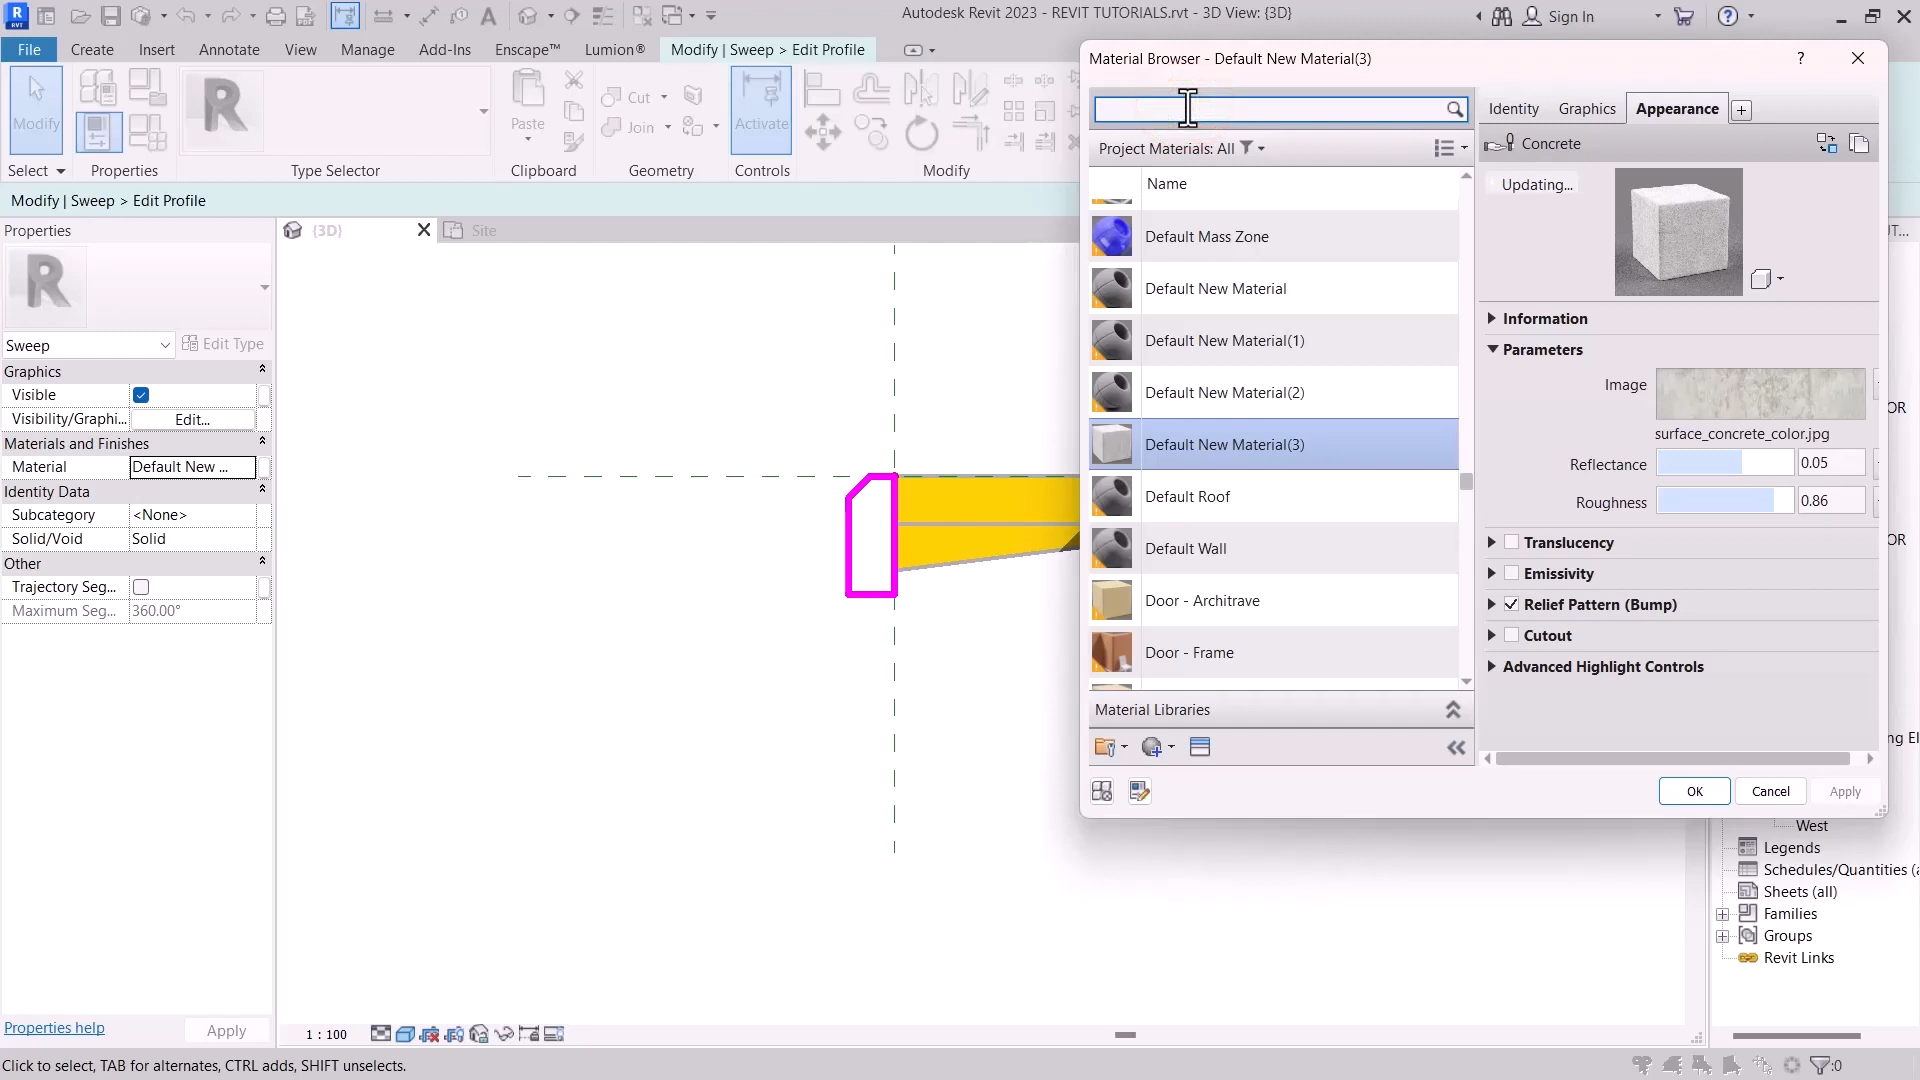 Autodesk Revit 2023 - REVIT TUTORIALS.rvt - 3D View: {3D}
Sign In
File
Create
Insert
Annotate
View
Manage
Add-Ins
Enscape™
Lumion®
Modify | Sweep > Edit Profile
Modify
Cut
Join
Paste
Activate
Select
Properties
Type Selector
Clipboard
Geometry
Controls
Modify
Modify | Sweep > Edit Profile
Properties
{3D}
Site
Sweep
Edit Type
Graphics
Visible
Visibility/Graphi...
Edit...
Materials and Finishes
Material
Default New ...
Identity Data
Subcategory
<None>
Solid/Void
Solid
Other
Trajectory Seg...
Maximum Seg...
360.00°
Properties help
Apply
1 : 100
Click to select, TAB for alternates, CTRL adds, SHIFT unselects.
:0
Material Browser - Default New Material(3)
Project Materials: All
Name
Default Mass Zone
Default New Material
Default New Material(1)
Default New Material(2)
Default New Material(3)
Default Roof
Default Wall
Door - Architrave
Door - Frame
Material Libraries
Identity
Graphics
Appearance
Concrete
Updating...
Information
Parameters
Image
surface_concrete_color.jpg
Reflectance
0.05
Roughness
0.86
Translucency
Emissivity
Relief Pattern (Bump)
Cutout
Advanced Highlight Controls
OK
Cancel
Apply
UT...
OR
OR
ng El
West
Legends
Schedules/Quantities (a
Sheets (all)
Families
Groups
Revit Links